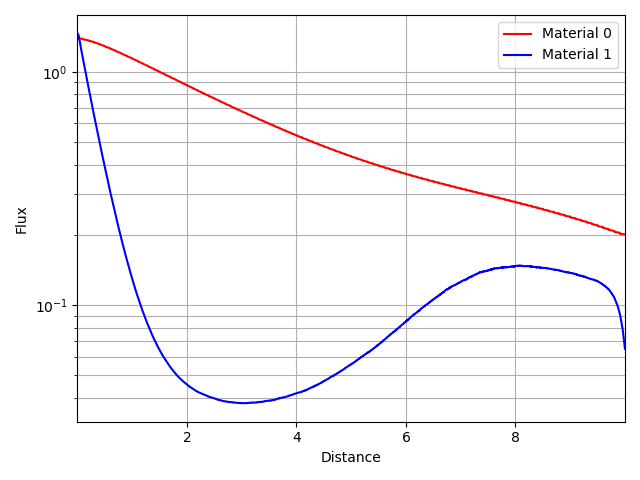 Material 0
Material 1
Flux
10⁰
10⁻¹
2 4 6 8
Distance